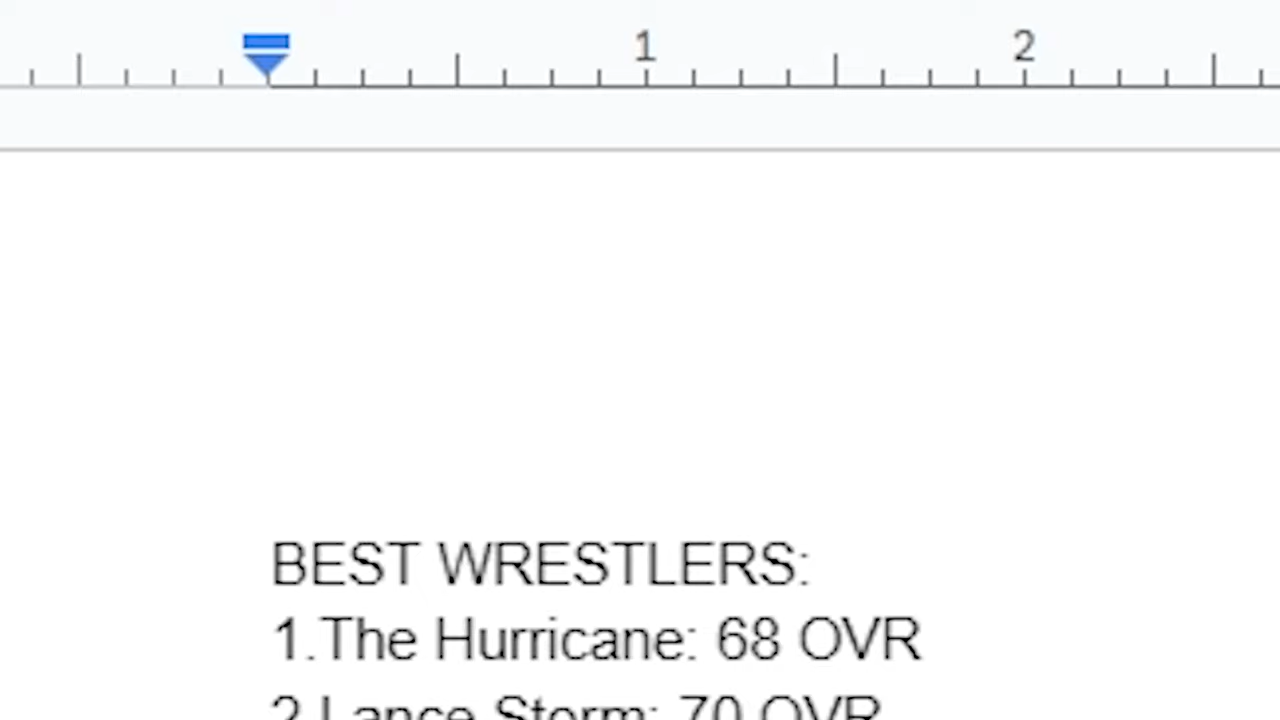 1 2
BEST WRESTLERS:
1.The Hurricane: 68 OVR
2.Lance Storm: 70 OVR